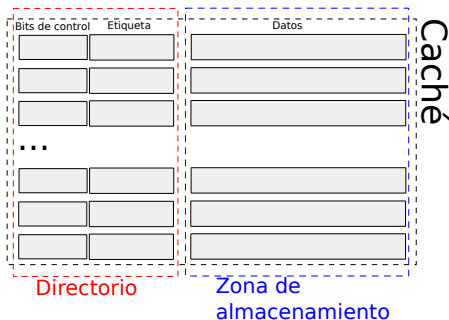 Bits de control Etiqueta Datos
Caché
...
Directorio
Zona de
almacenamiento